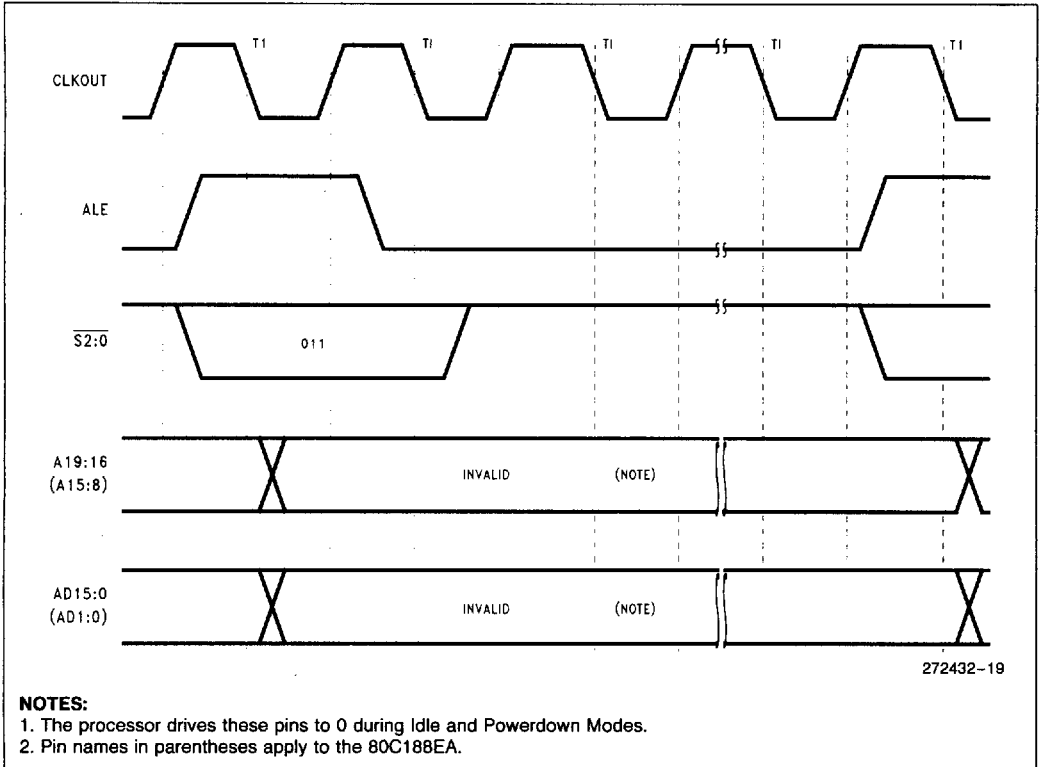 T1 TI TI TI T1
CLKOUT
ALE
S2:0
011
A19:16
(A15:8)
INVALID (NOTE)
AD15:0
(AD1:0)
INVALID (NOTE)
272432–19
NOTES:
1. The processor drives these pins to 0 during Idle and Powerdown Modes.
2. Pin names in parentheses apply to the 80C188EA.